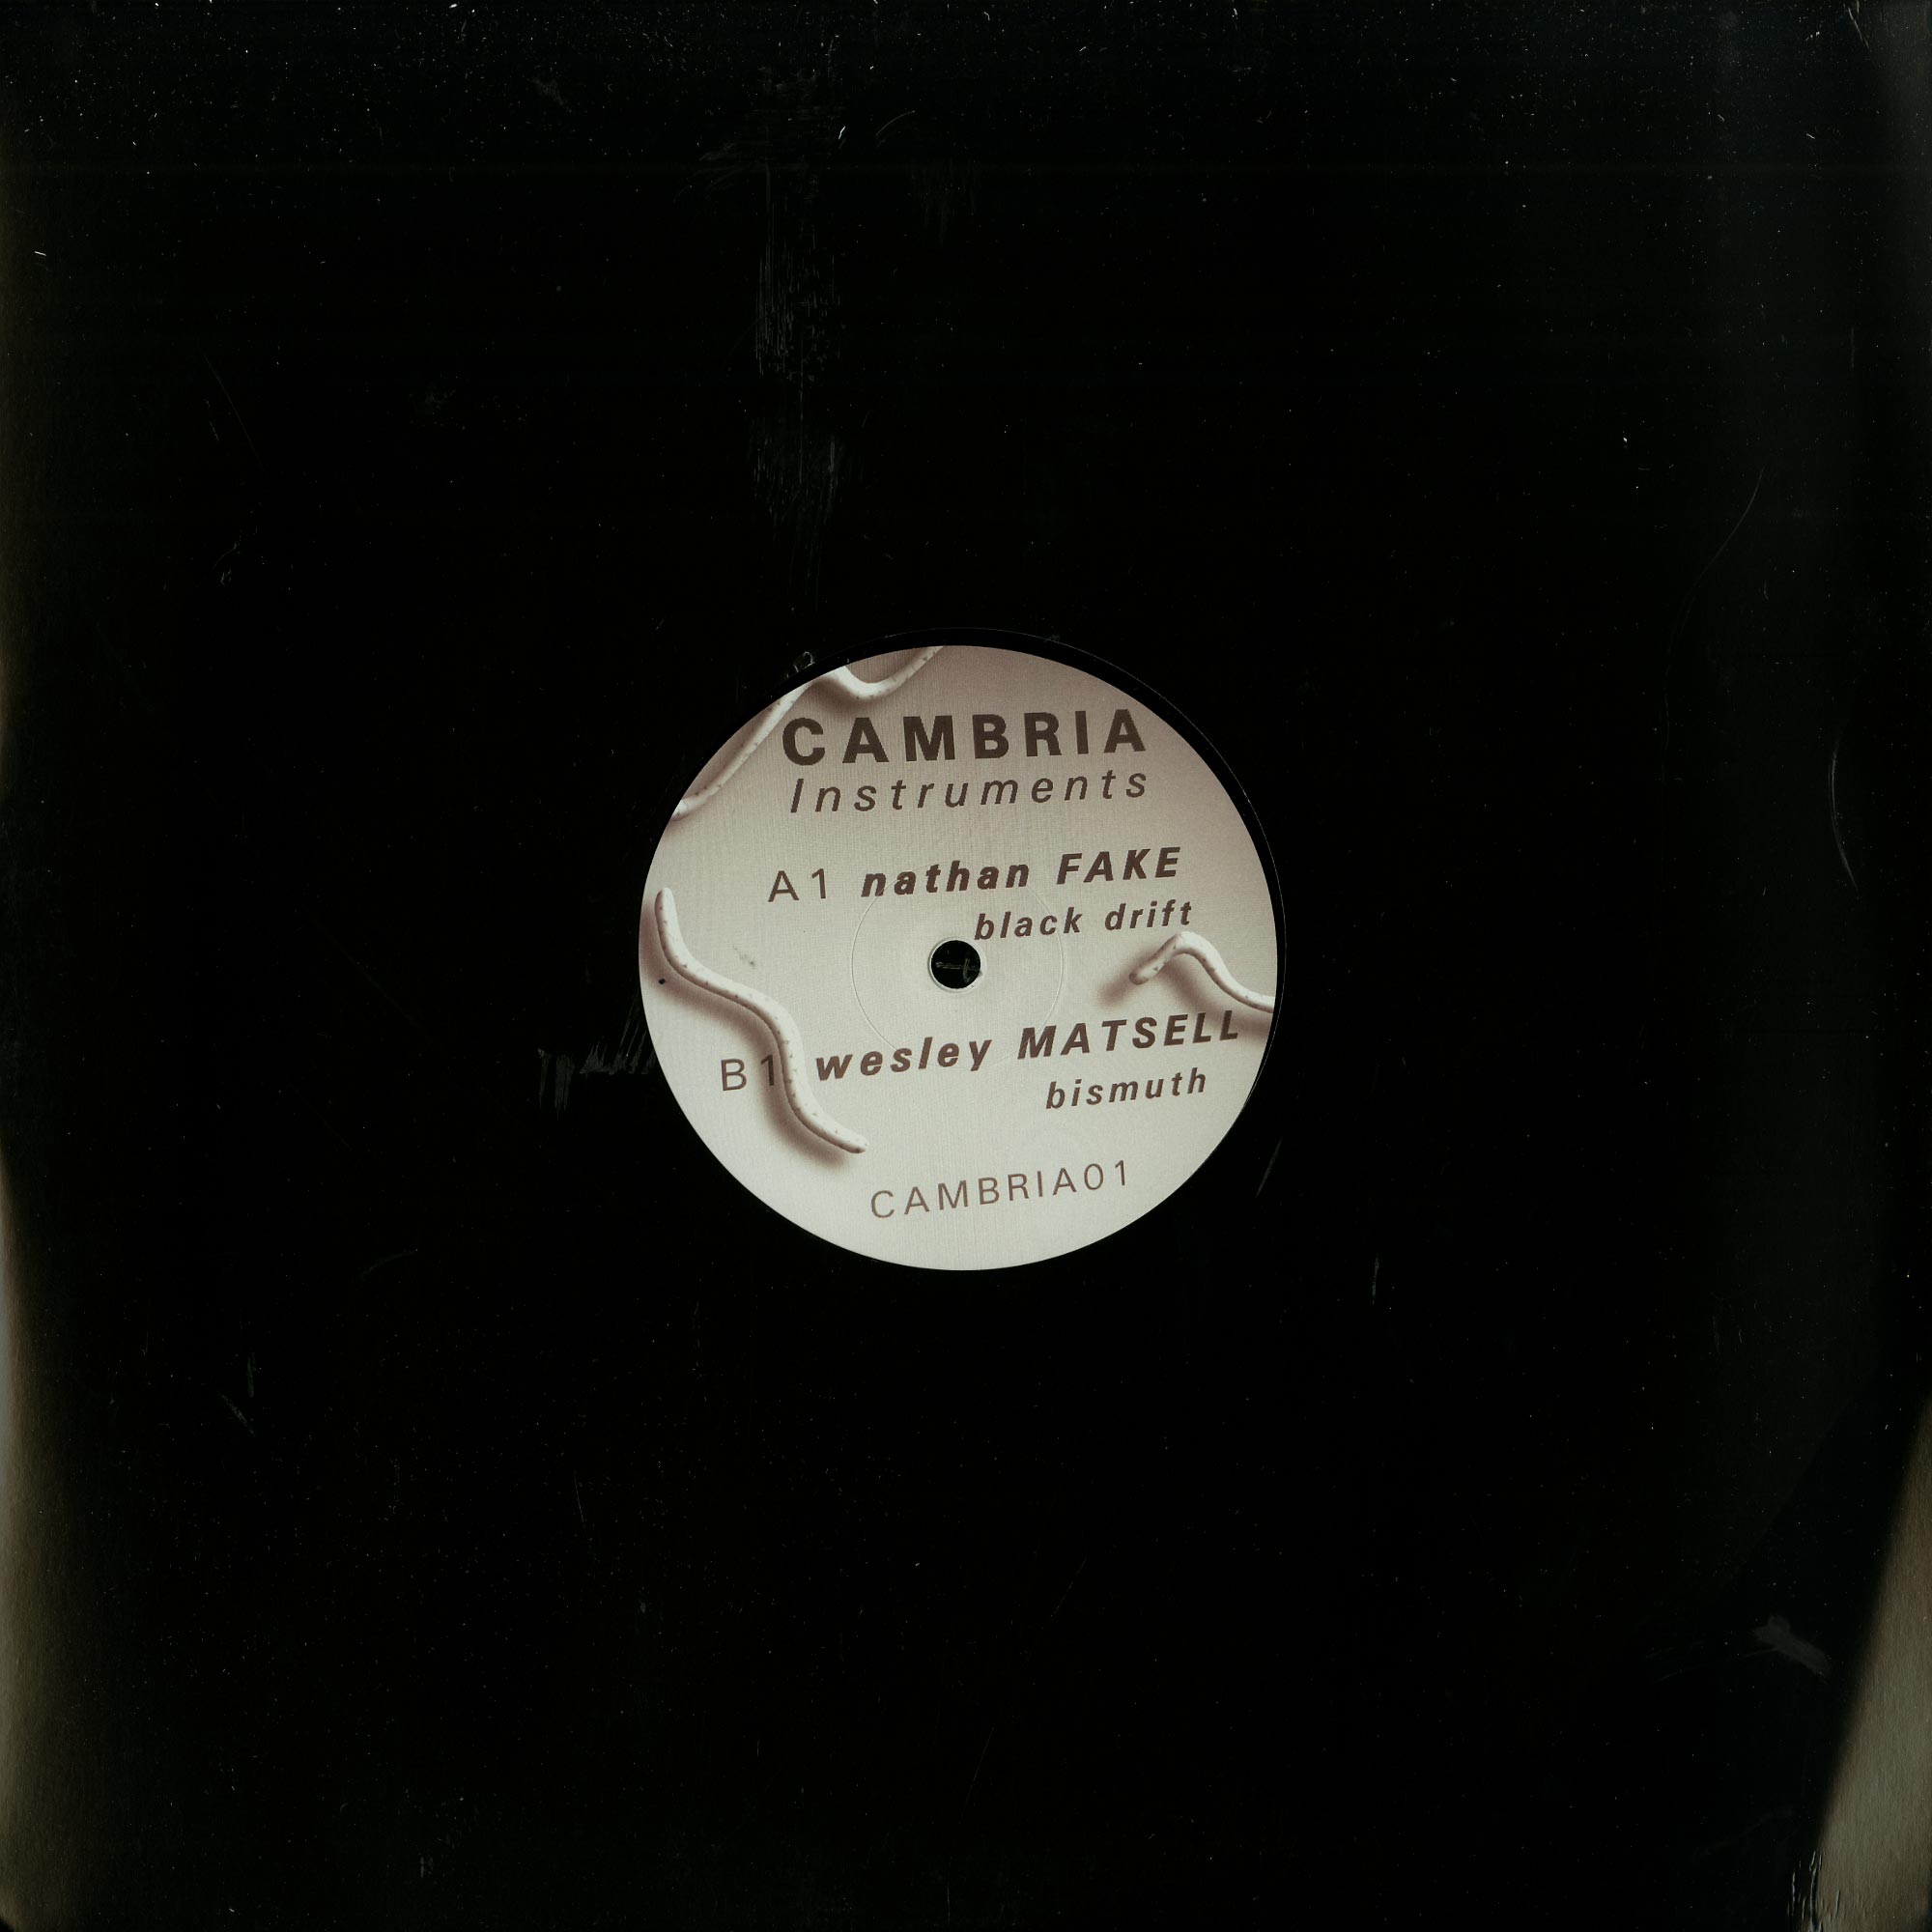 CAMBRIA
Instruments
A1 nathan FAKE
black drift
B1 wesley MATSELL
bismuth
CAMBRIA01